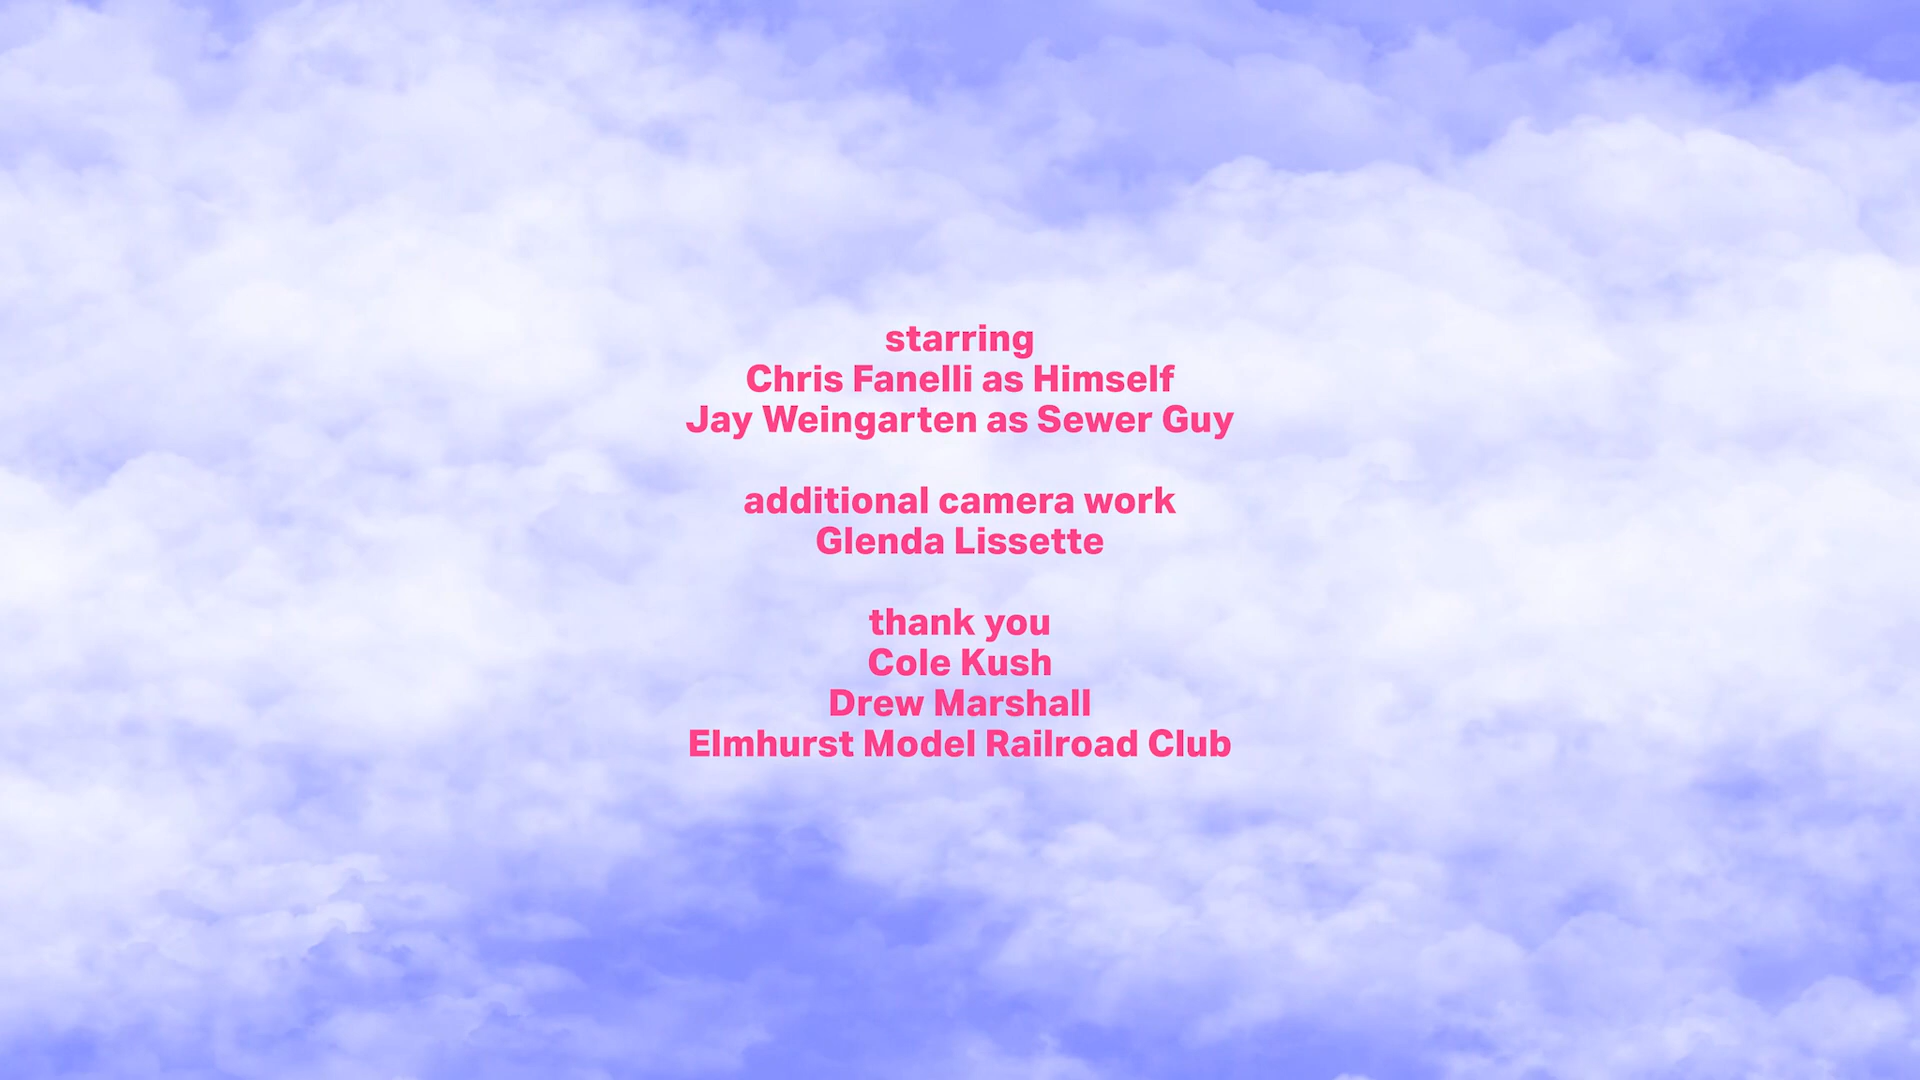 starring
Chris Fanelli as Himself
Jay Weingarten as Sewer Guy
additional camera work
Glenda Lissette
thank you
Cole Kush
Drew Marshall
Elmhurst Model Railroad Club